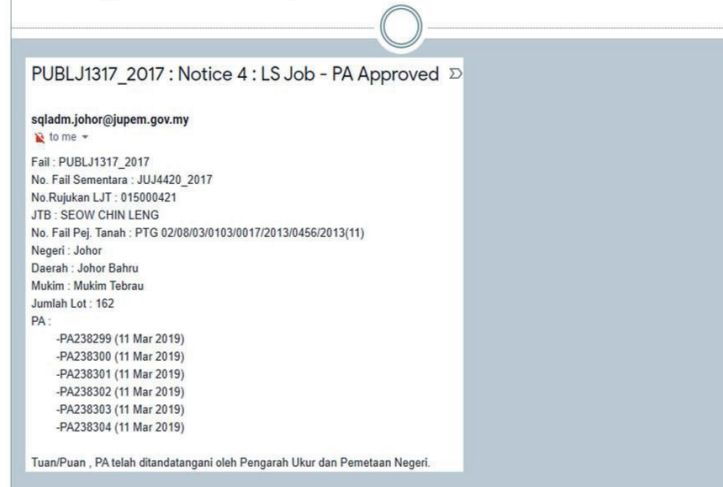 PUBLJ1317_2017 : Notice 4 : LS Job - PA Approved
sqladm.johor@jupem.gov.my
to me
Fail : PUBLJ1317_2017
No. Fail Sementara : JUJ4420_2017
No.Rujukan LJT : 015000421
JTB : SEOW CHIN LENG
No. Fail Pej. Tanah : PTG 02/08/03/0103/0017/2013/0456/2013(11)
Negeri : Johor
Daerah : Johor Bahru
Mukim : Mukim Tebrau
Jumlah Lot : 162
PA :
-PA238299 (11 Mar 2019)
-PA238300 (11 Mar 2019)
-PA238301 (11 Mar 2019)
-PA238302 (11 Mar 2019)
-PA238303 (11 Mar 2019)
-PA238304 (11 Mar 2019)
Tuan/Puan , PA telah ditandatangani oleh Pengarah Ukur dan Pemetaan Negeri.